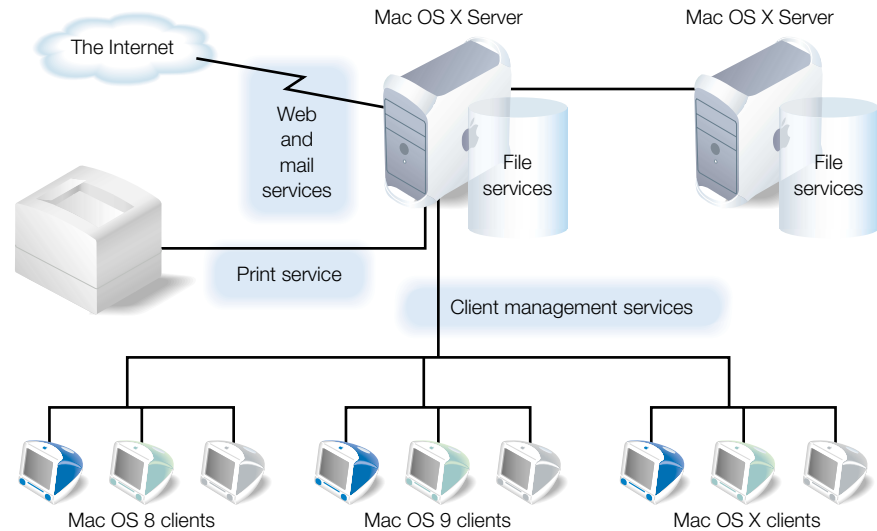 Mac OS X Server
Mac OS X Server
The Internet
Web
and
mail
services
File
services
File
services
Print service
Client management services
Mac OS 8 clients
Mac OS 9 clients
Mac OS X clients